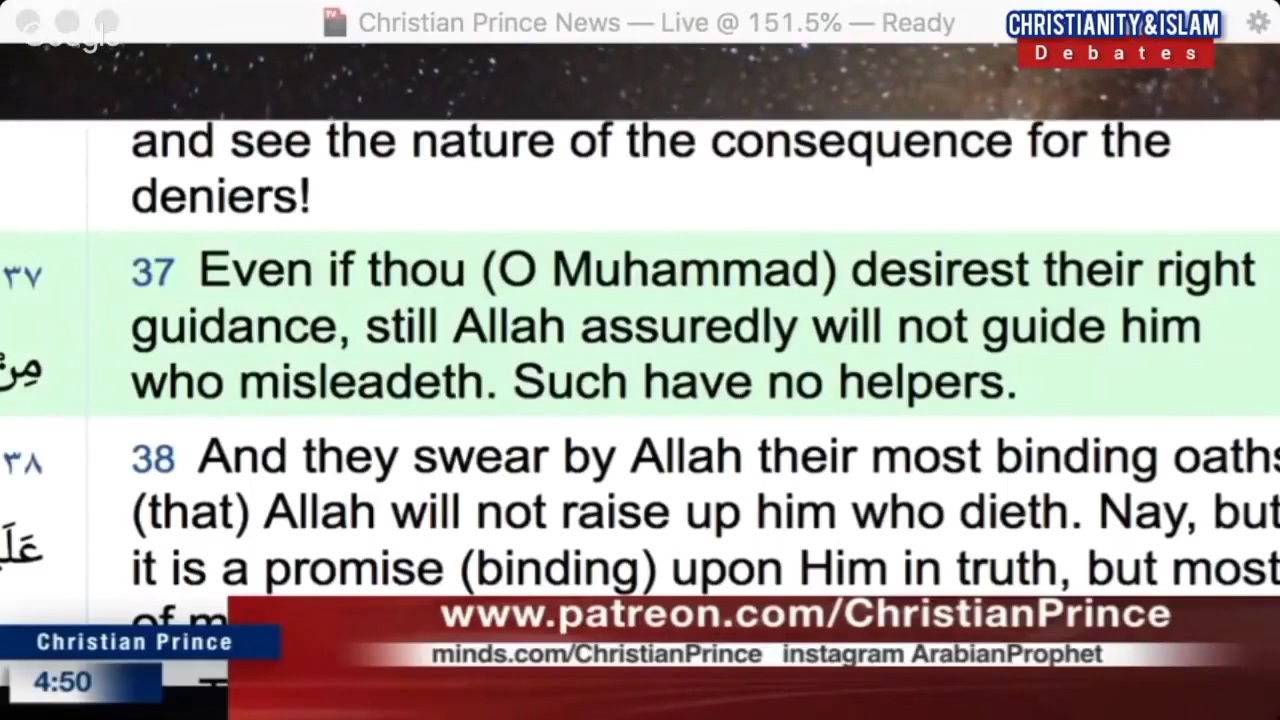 Christian Prince News — Live @ 151.5% — Ready
CHRISTIANITY & ISLAM
Debates
Google
and see the nature of the consequence for the
deniers!
٣٧
37 Even if thou (O Muhammad) desirest their right
guidance, still Allah assuredly will not guide him
who misleadeth. Such have no helpers.
٣٨
38 And they swear by Allah their most binding oaths
(that) Allah will not raise up him who dieth. Nay, but
it is a promise (binding) upon Him in truth, but most
of m
www.patreon.com/ChristianPrince
Christian Prince
minds.com/ChristianPrince instagram ArabianProphet
4:50